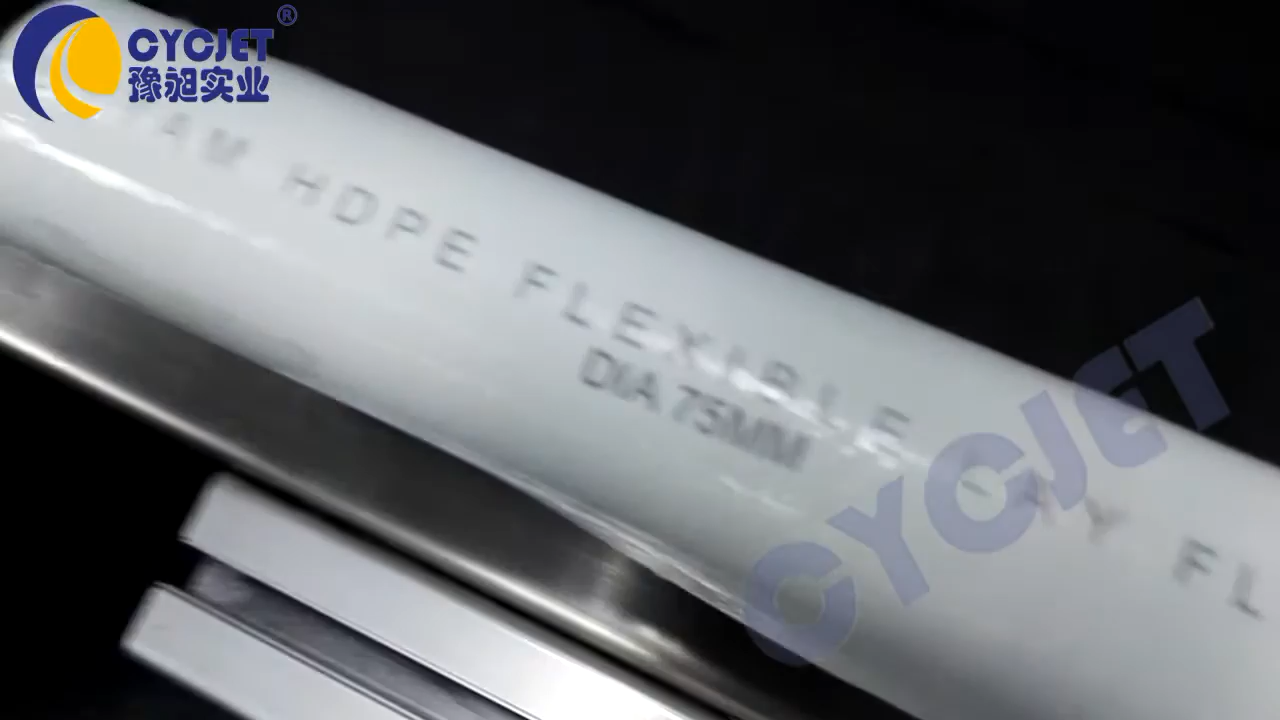 CYCJET®
豫昶实业
HDPE FLEXIBLE
DIA 75MM
CYCJET